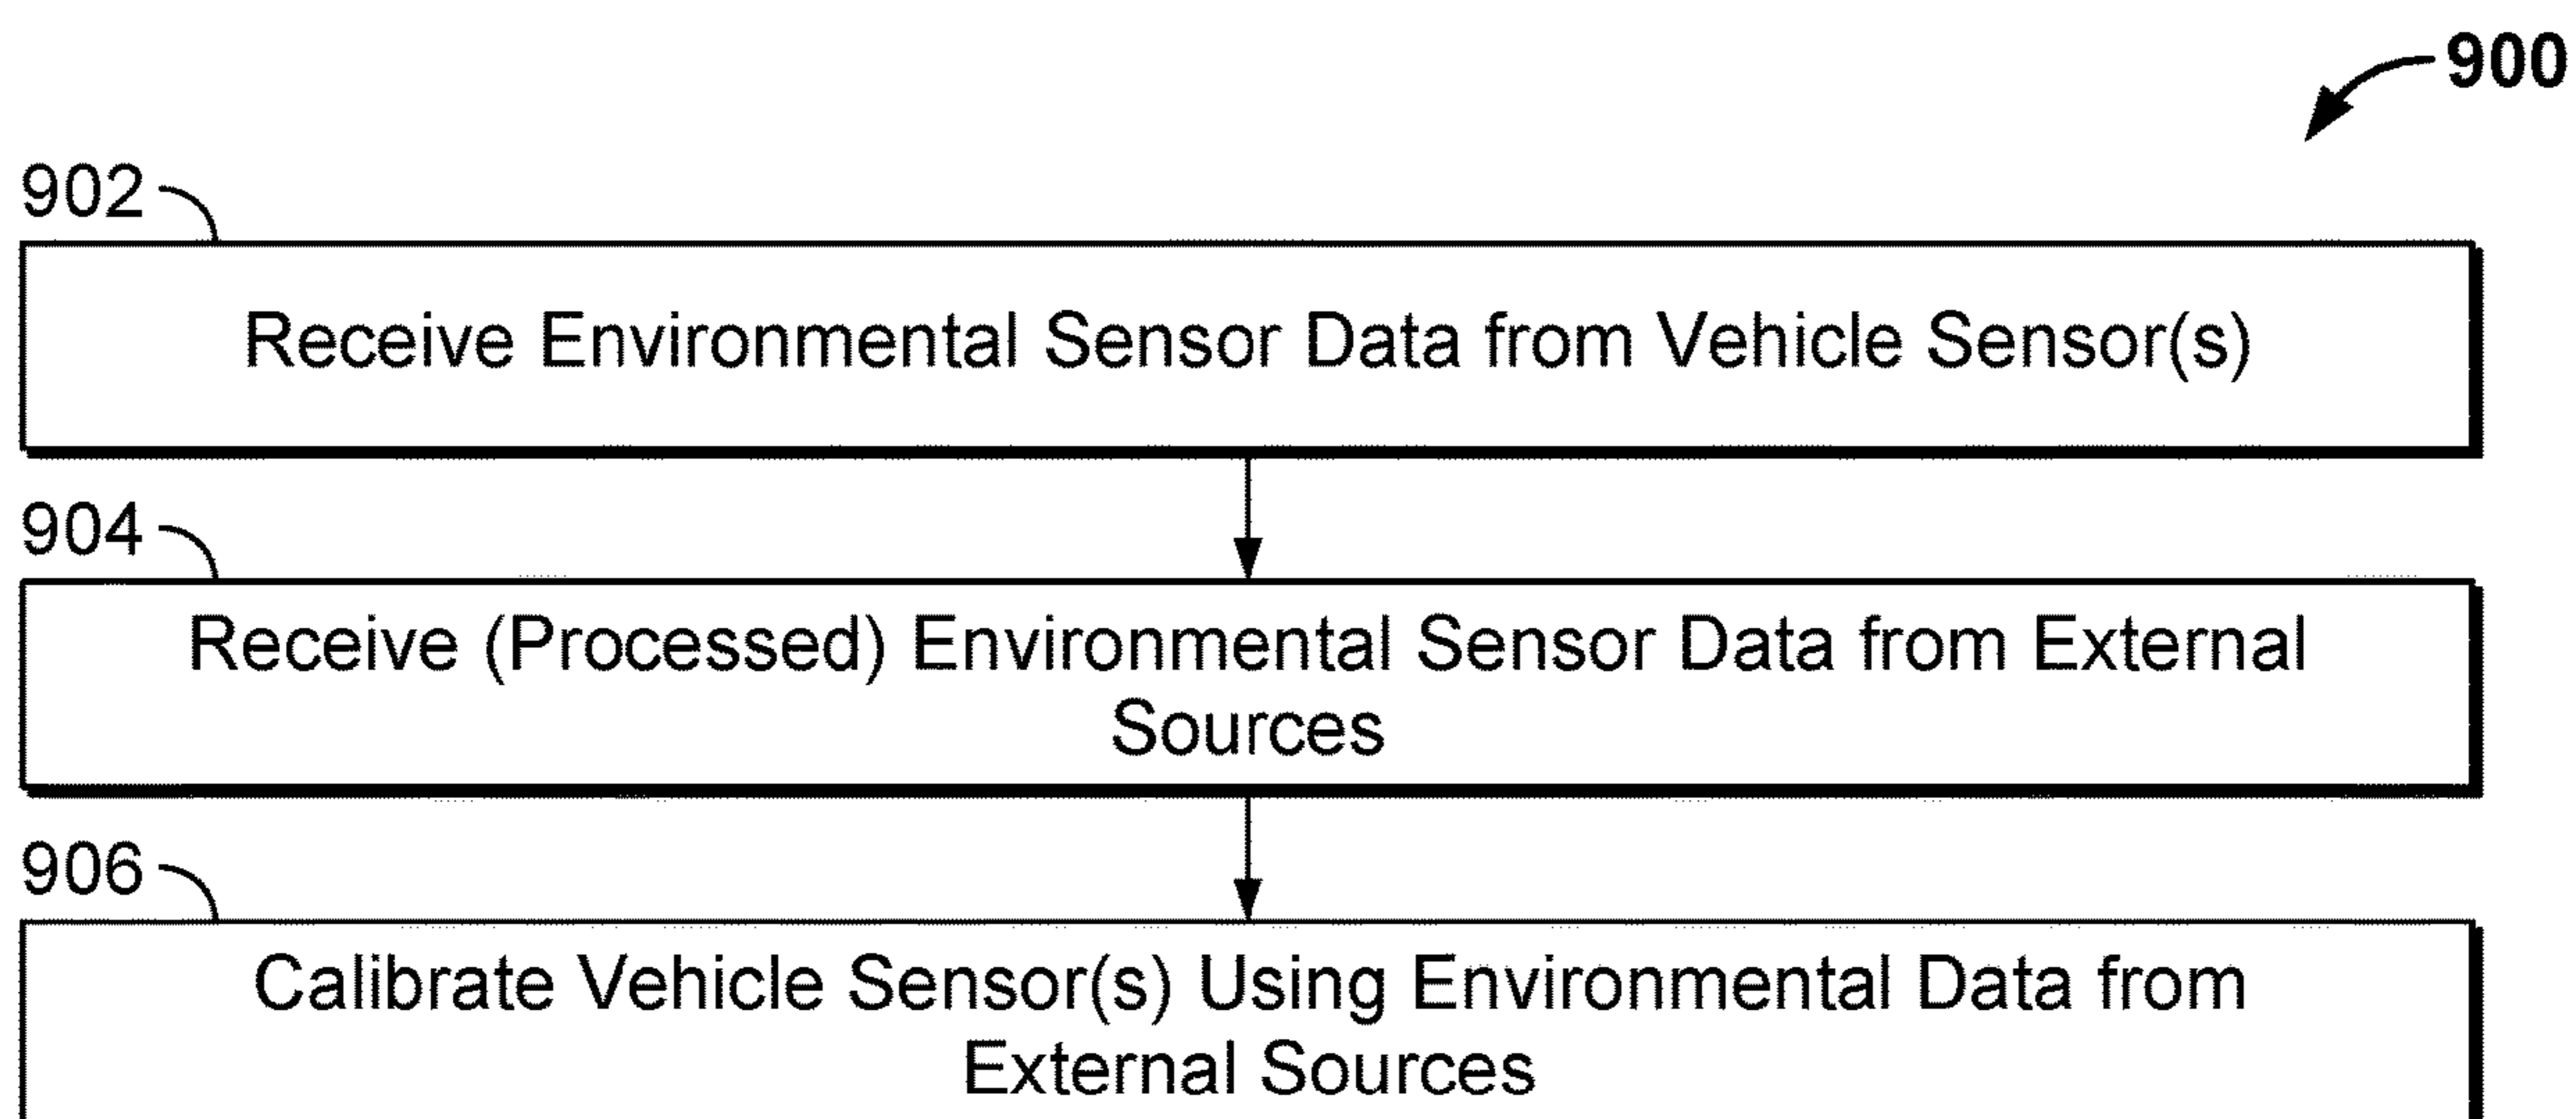 900
902
Receive Environmental Sensor Data from Vehicle Sensor(s)
904
Receive (Processed) Environmental Sensor Data from External
Sources
906
Calibrate Vehicle Sensor(s) Using Environmental Data from
External Sources